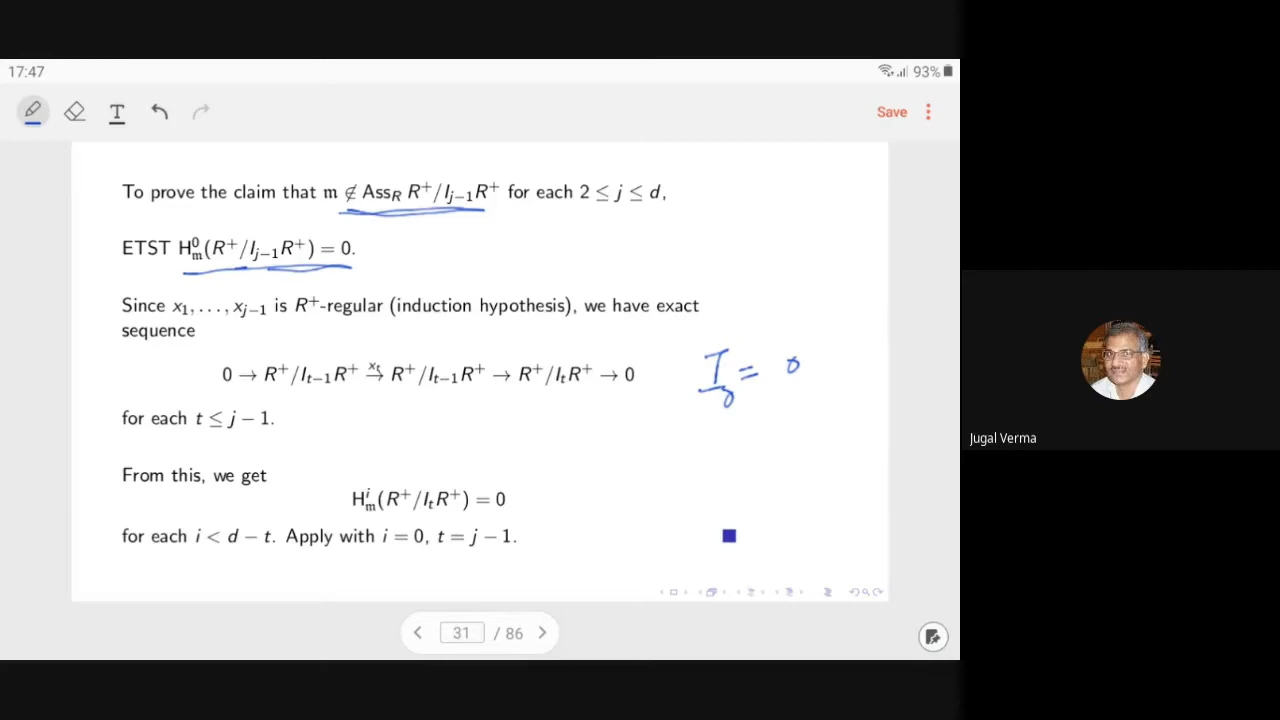 17:47
93%
T
Save
To prove the claim that 𝔪 ∉ Ass_R R⁺/I_{j−1}R⁺ for each 2 ≤ j ≤ d,
ETST H⁰_𝔪(R⁺/I_{j−1}R⁺) = 0.
Since x₁, . . . , x_{j−1} is R⁺-regular (induction hypothesis), we have exact
sequence
0 → R⁺/I_{t−1}R⁺ →^{x_t} R⁺/I_{t−1}R⁺ → R⁺/I_tR⁺ → 0
I₀ = 0
for each t ≤ j − 1.
From this, we get
H^i_𝔪(R⁺/I_tR⁺) = 0
for each i < d − t. Apply with i = 0, t = j − 1.
31 / 86
Jugal Verma